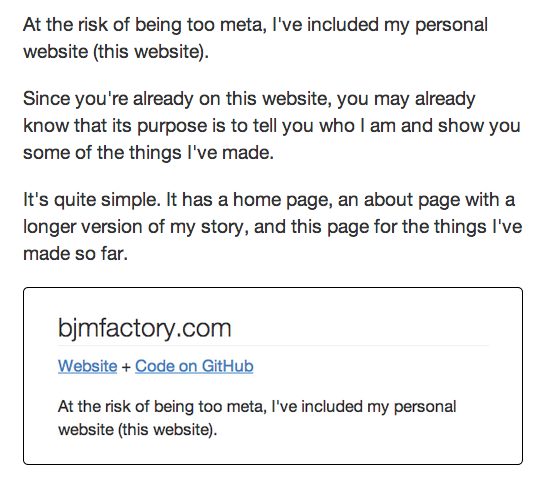 At the risk of being too meta, I've included my personal
website (this website).
Since you're already on this website, you may already
know that its purpose is to tell you who I am and show you
some of the things I've made.
It's quite simple. It has a home page, an about page with a
longer version of my story, and this page for the things I've
made so far.
bjmfactory.com
Website + Code on GitHub
At the risk of being too meta, I've included my personal
website (this website).